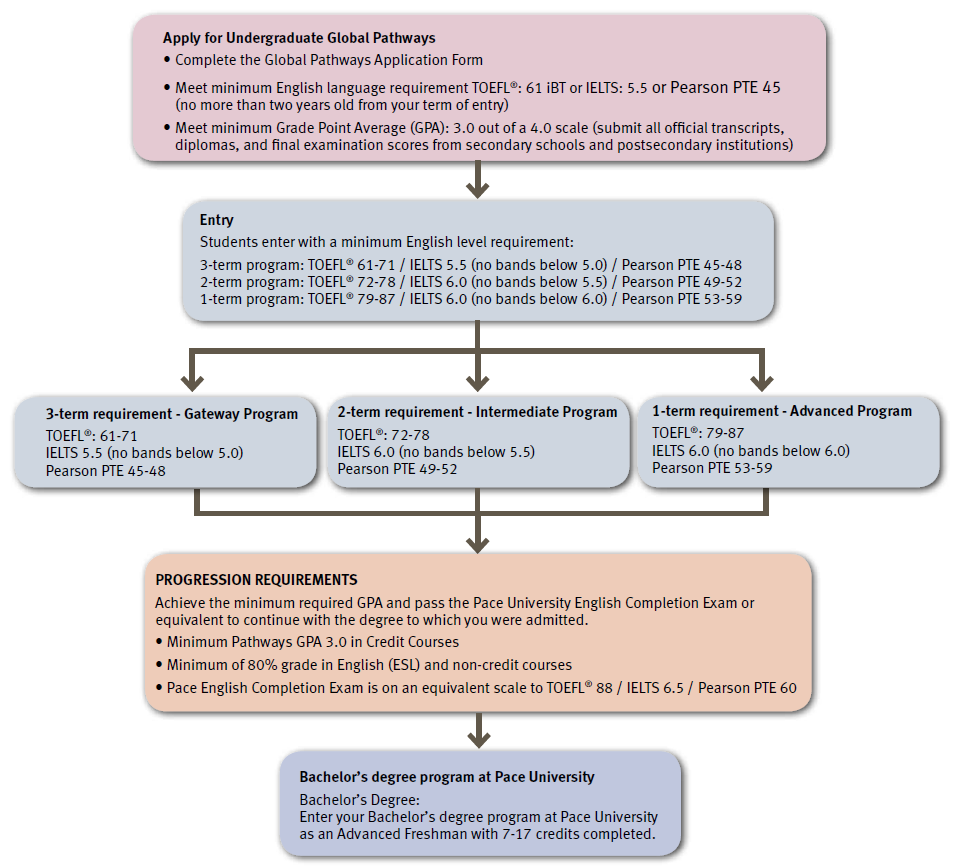 Apply for Undergraduate Global Pathways
• Complete the Global Pathways Application Form
• Meet minimum English language requirement TOEFL®: 61 iBT or IELTS: 5.5 or Pearson PTE 45
(no more than two years old from your term of entry)
• Meet minimum Grade Point Average (GPA): 3.0 out of a 4.0 scale (submit all official transcripts,
diplomas, and final examination scores from secondary schools and postsecondary institutions)
Entry
Students enter with a minimum English level requirement:
3-term program: TOEFL® 61-71 / IELTS 5.5 (no bands below 5.0) / Pearson PTE 45-48
2-term program: TOEFL® 72-78 / IELTS 6.0 (no bands below 5.5) / Pearson PTE 49-52
1-term program: TOEFL® 79-87 / IELTS 6.0 (no bands below 6.0) / Pearson PTE 53-59
3-term requirement - Gateway Program
TOEFL®: 61-71
IELTS 5.5 (no bands below 5.0)
Pearson PTE 45-48
2-term requirement - Intermediate Program
TOEFL®: 72-78
IELTS 6.0 (no bands below 5.5)
Pearson PTE 49-52
1-term requirement - Advanced Program
TOEFL®: 79-87
IELTS 6.0 (no bands below 6.0)
Pearson PTE 53-59
PROGRESSION REQUIREMENTS
Achieve the minimum required GPA and pass the Pace University English Completion Exam or
equivalent to continue with the degree to which you were admitted.
• Minimum Pathways GPA 3.0 in Credit Courses
• Minimum of 80% grade in English (ESL) and non-credit courses
• Pace English Completion Exam is on an equivalent scale to TOEFL® 88 / IELTS 6.5 / Pearson PTE 60
Bachelor's degree program at Pace University
Bachelor's Degree:
Enter your Bachelor's degree program at Pace University
as an Advanced Freshman with 7-17 credits completed.